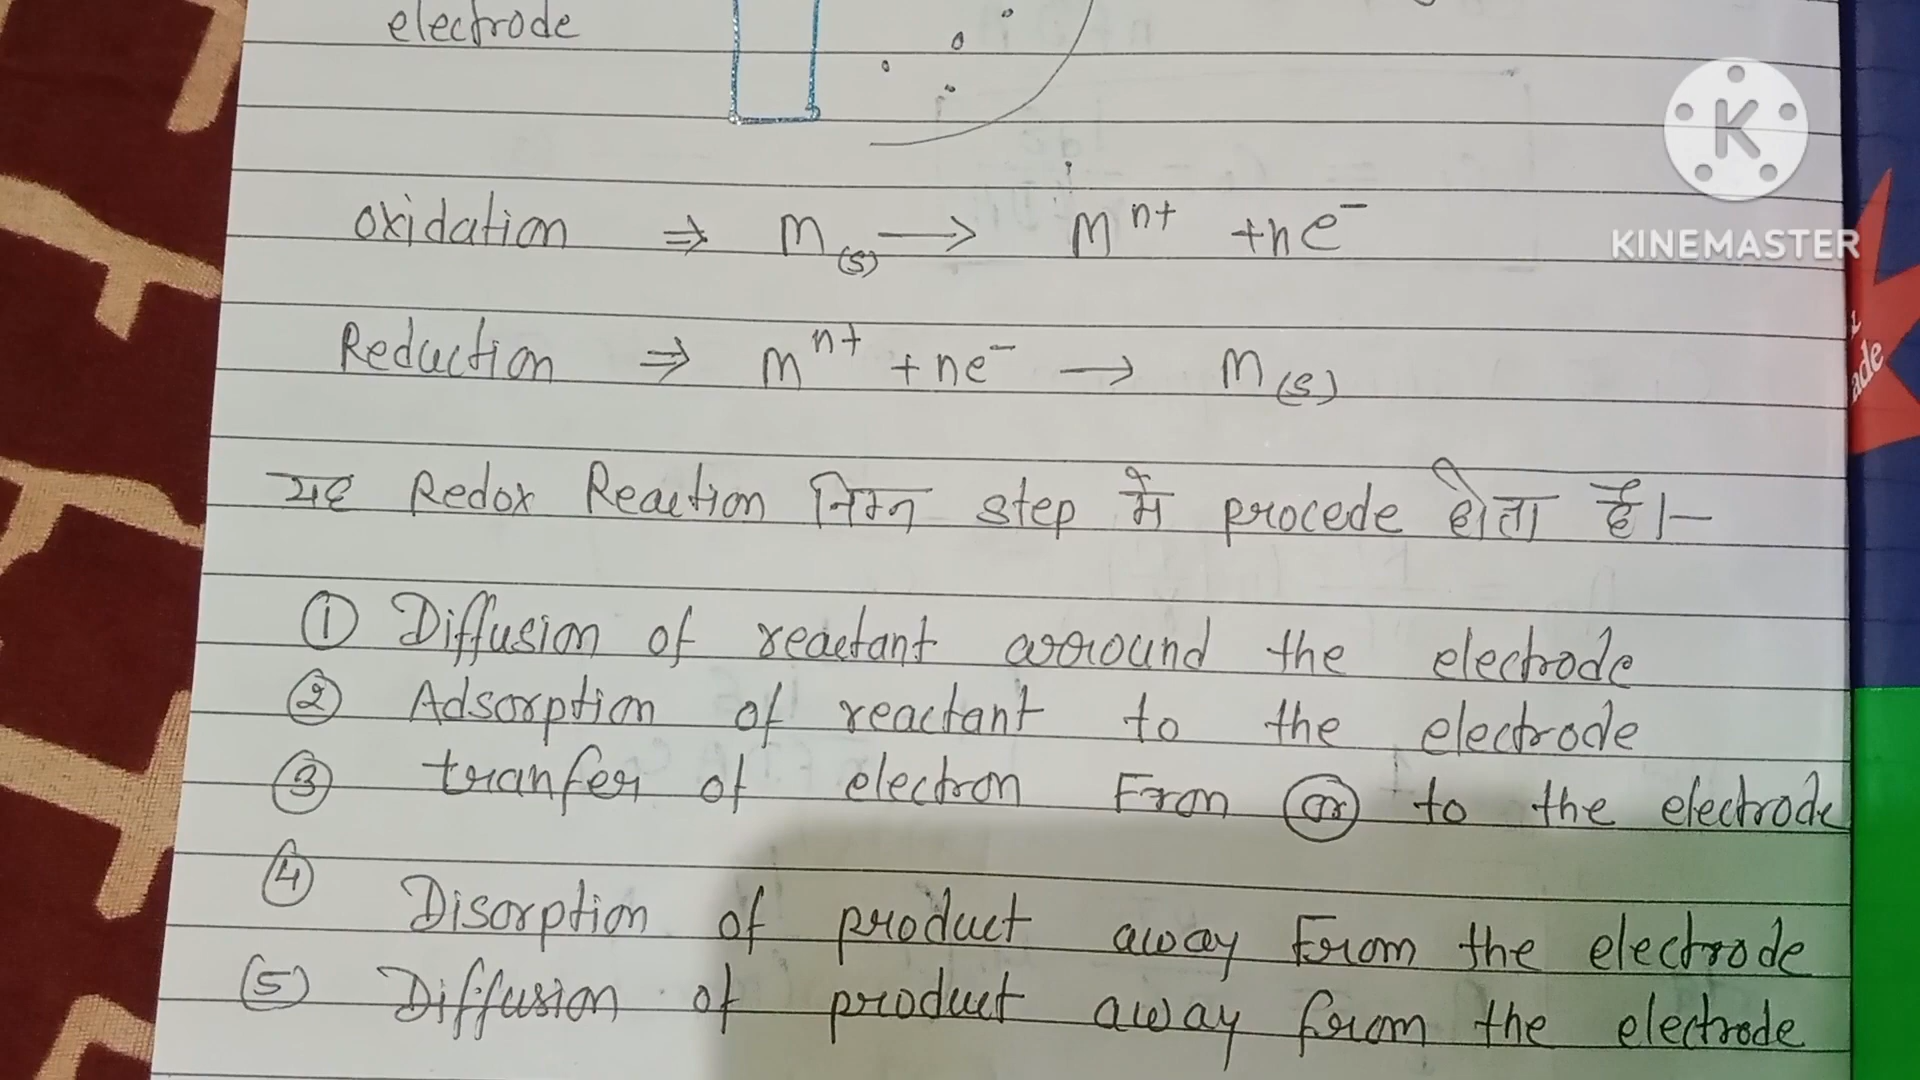 electrode
KINEMASTER
oxidation ⇒ M(s) → M^n+ + ne^-
Reduction ⇒ M^n+ + ne^- → M(s)
यह Redox Reaction निम्न step में procede होता है।-
① Diffusion of reactant arround the electrode
② Adsorption of reactant to the electrode
③ tranfer of electron From (or) to the electrode
④ Disorption of product away From the electrode
(5) Diffusion of product away from the electrode
ade